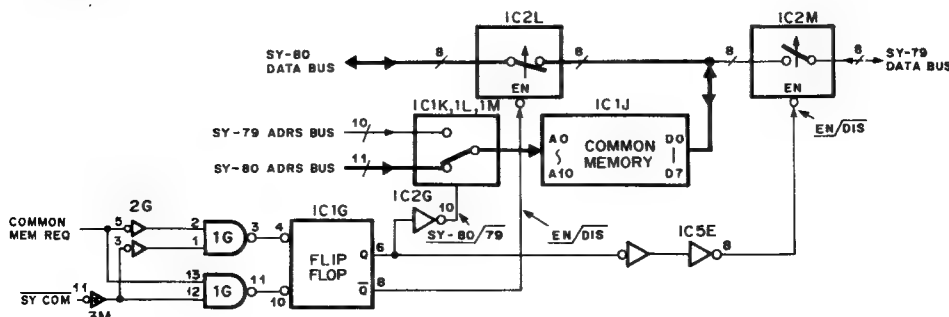 IC2L
IC2M
SY-80
DATA BUS
8
8
8
8
SY-79
DATA BUS
EN
EN
IC1K,1L,1M
IC1J
EN/DIS
SY-79 ADRS BUS
10
SY-80 ADRS BUS
11
A0
A10
COMMON
MEMORY
D0
D7
IC2G
10
SY-80/79
EN/DIS
2G
IC1G
COMMON
MEM REQ
5
2
1G
3
4
3
1
FLIP
FLOP
Q
6
IC5E
8
Q
8
13
1G
11
10
SY COM
11
12
3M